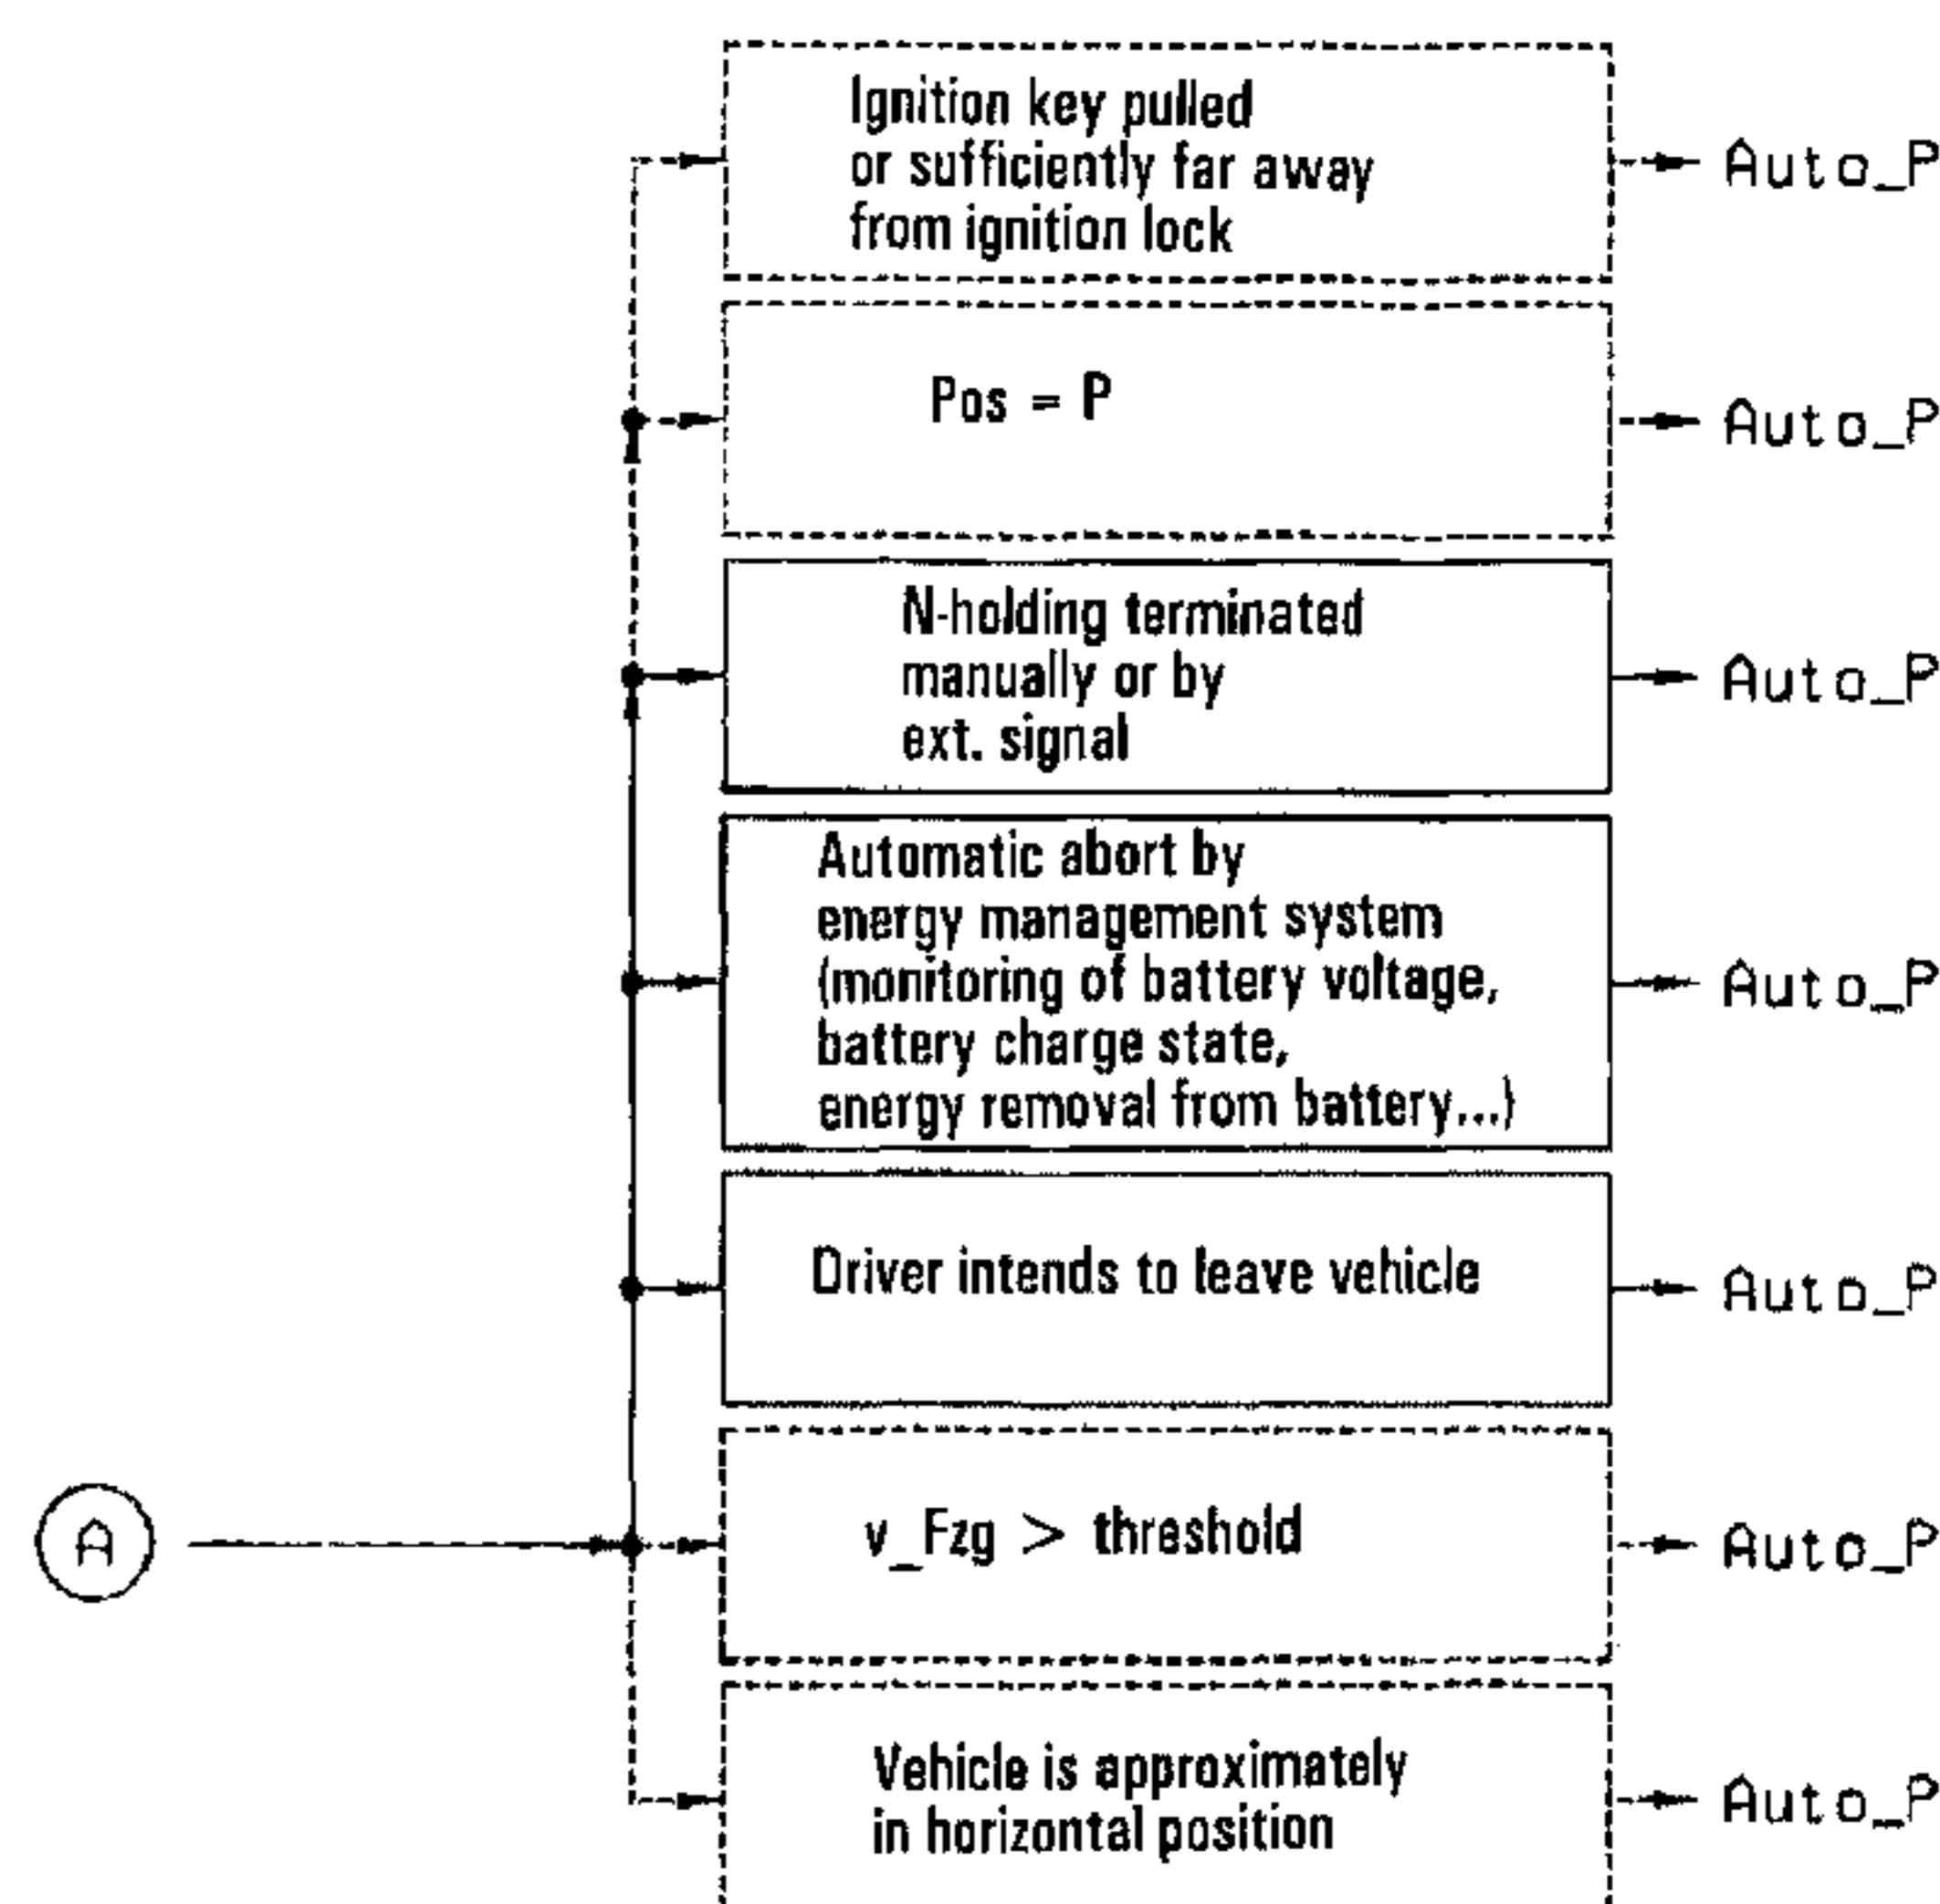 Ignition key pulled
or sufficiently far away
from ignition lock
Auto_P
Pos = P
Auto_P
N-holding terminated
manually or by
ext. signal
Auto_P
Automatic abort by
energy management system
(monitoring of battery voltage,
battery charge state,
energy removal from battery...)
Auto_P
Driver intends to leave vehicle
Auto_P
A
v_Fzg > threshold
Auto_P
Vehicle is approximately
in horizontal position
Auto_P